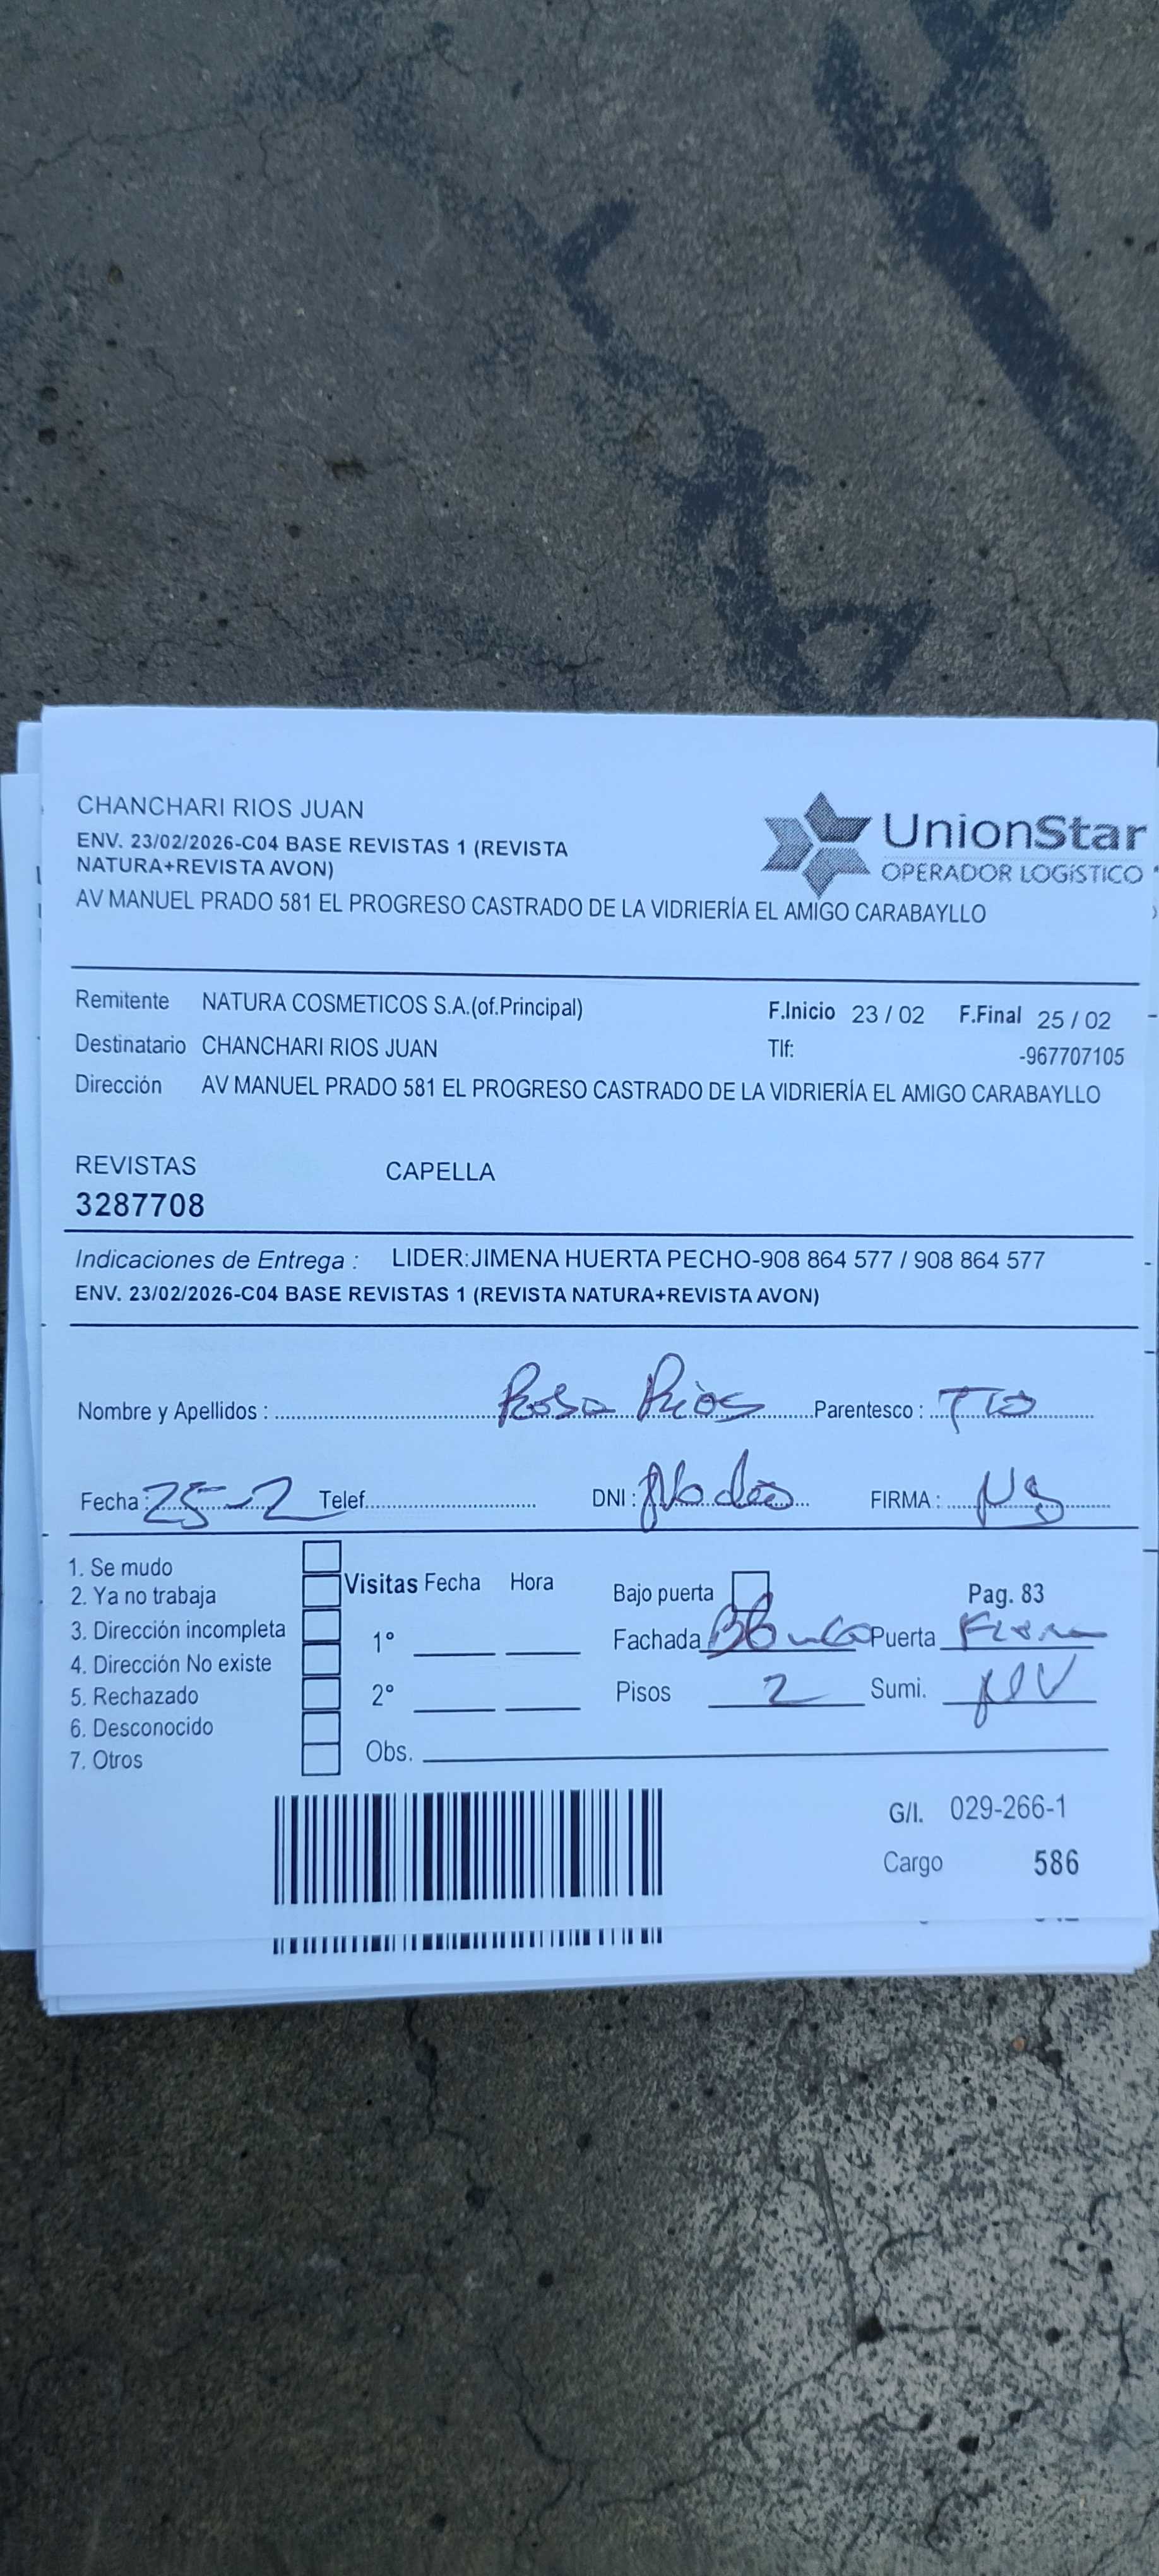 CHANCHARI RIOS JUAN
ENV. 23/02/2026-C04 BASE REVISTAS 1 (REVISTA
NATURA+REVISTA AVON)
UnionStar
OPERADOR LOGÍSTICO
AV MANUEL PRADO 581 EL PROGRESO CASTRADO DE LA VIDRIERÍA EL AMIGO CARABAYLLO
Remitente NATURA COSMETICOS S.A.(of.Principal) F.Inicio 23 / 02 F.Final 25 / 02
Destinatario CHANCHARI RIOS JUAN Tlf: -967707105
Dirección AV MANUEL PRADO 581 EL PROGRESO CASTRADO DE LA VIDRIERÍA EL AMIGO CARABAYLLO
REVISTAS CAPELLA
3287708
Indicaciones de Entrega : LIDER:JIMENA HUERTA PECHO-908 864 577 / 908 864 577
ENV. 23/02/2026-C04 BASE REVISTAS 1 (REVISTA NATURA+REVISTA AVON)
Nombre y Apellidos : Rosa Rios Parentesco :
Fecha : 25-2 Telef. DNI : No dio FIRMA :
1. Se mudo
2. Ya no trabaja
3. Dirección incompleta
4. Dirección No existe
5. Rechazado
6. Desconocido
7. Otros
Visitas Fecha Hora
1°
2°
Obs.
Bajo puerta Pag. 83
Fachada Blanco Puerta
Pisos 2 Sumi. NV
G/I. 029-266-1
Cargo 586